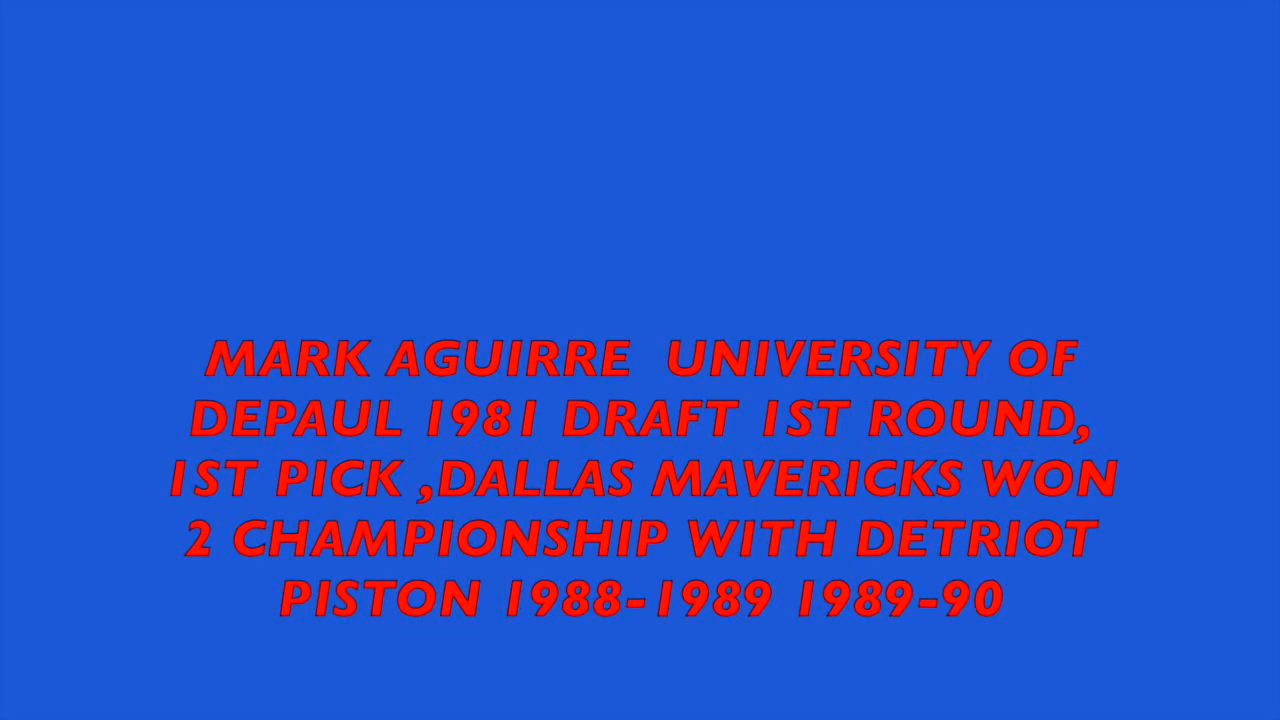 MARK AGUIRRE  UNIVERSITY OF
DEPAUL 1981 DRAFT 1ST ROUND,
1ST PICK ,DALLAS MAVERICKS WON
2 CHAMPIONSHIP WITH DETRIOT
PISTON 1988-1989 1989-90